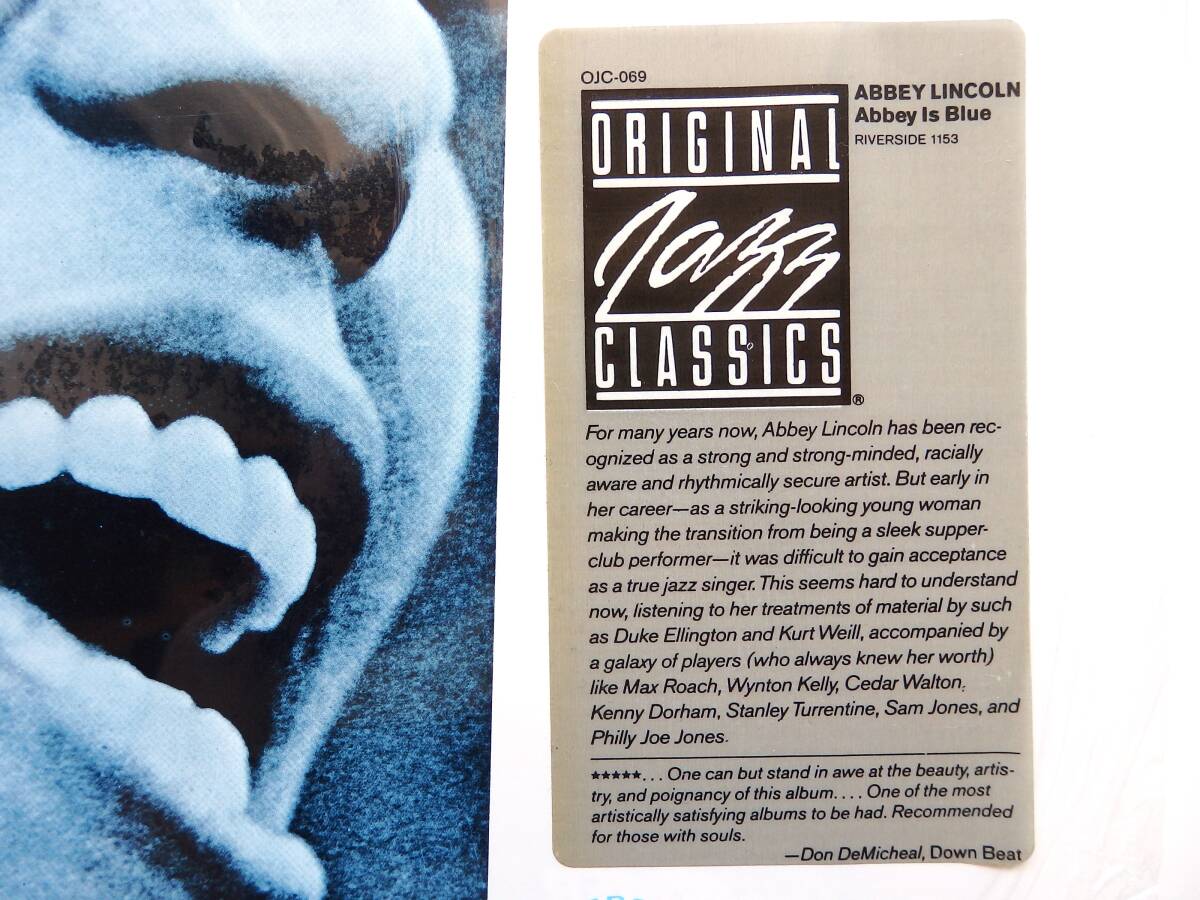 OJC-069
ABBEY LINCOLN
Abbey Is Blue
RIVERSIDE 1153
ORIGINAL
Jazz
CLASSICS
®
For many years now, Abbey Lincoln has been rec-
ognized as a strong and strong-minded, racially
aware and rhythmically secure artist. But early in
her career—as a striking-looking young woman
making the transition from being a sleek supper-
club performer—it was difficult to gain acceptance
as a true jazz singer. This seems hard to understand
now, listening to her treatments of material by such
as Duke Ellington and Kurt Weill, accompanied by
a galaxy of players (who always knew her worth)
like Max Roach, Wynton Kelly, Cedar Walton,
Kenny Dorham, Stanley Turrentine, Sam Jones, and
Philly Joe Jones.
★★★★★... One can but stand in awe at the beauty, artis-
try, and poignancy of this album.... One of the most
artistically satisfying albums to be had. Recommended
for those with souls.
—Don DeMicheal, Down Beat